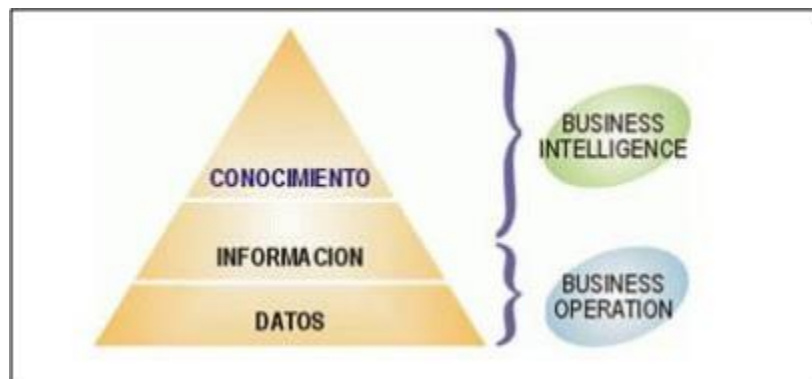 CONOCIMIENTO
INFORMACION
DATOS
BUSINESS
INTELLIGENCE
BUSINESS
OPERATION